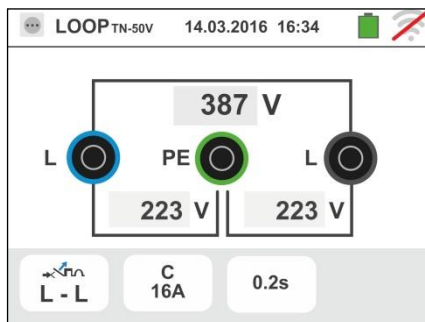 LOOP TN-50V 14.03.2016 16:34
387 V
L PE L
223 V 223 V
L - L C 16A 0.2s